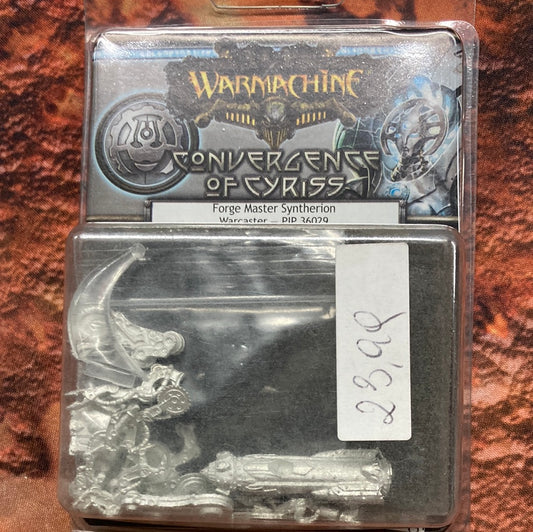 WARMACHINE
CONVERGENCE
OF CYRISS
Forge Master Syntherion
Warcaster — PIP 36029
23,99